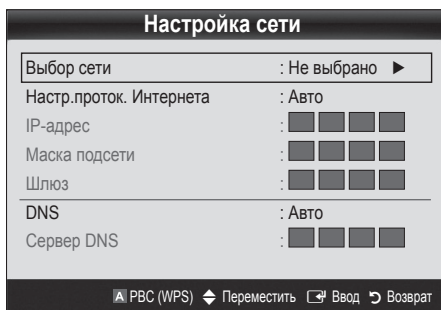 Настройка сети
Выбор сети : Не выбрано ▶
Настр.проток. Интернета : Авто
IP-адрес :
Маска подсети :
Шлюз :
DNS : Авто
Сервер DNS :
A PBC (WPS) Переместить Ввод Возврат